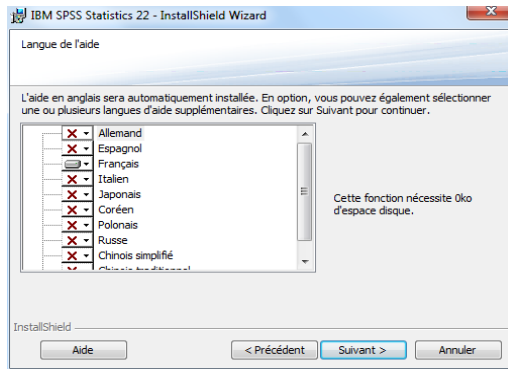 IBM SPSS Statistics 22 - InstallShield Wizard
Langue de l'aide
L'aide en anglais sera automatiquement installée. En option, vous pouvez également sélectionner
une ou plusieurs langues d'aide supplémentaires. Cliquez sur Suivant pour continuer.
Allemand
Espagnol
Français
Italien
Japonais
Coréen
Polonais
Russe
Chinois simplifié
Chinois traditionnel
Cette fonction nécessite 0ko
d'espace disque.
InstallShield
Aide
< Précédent
Suivant >
Annuler